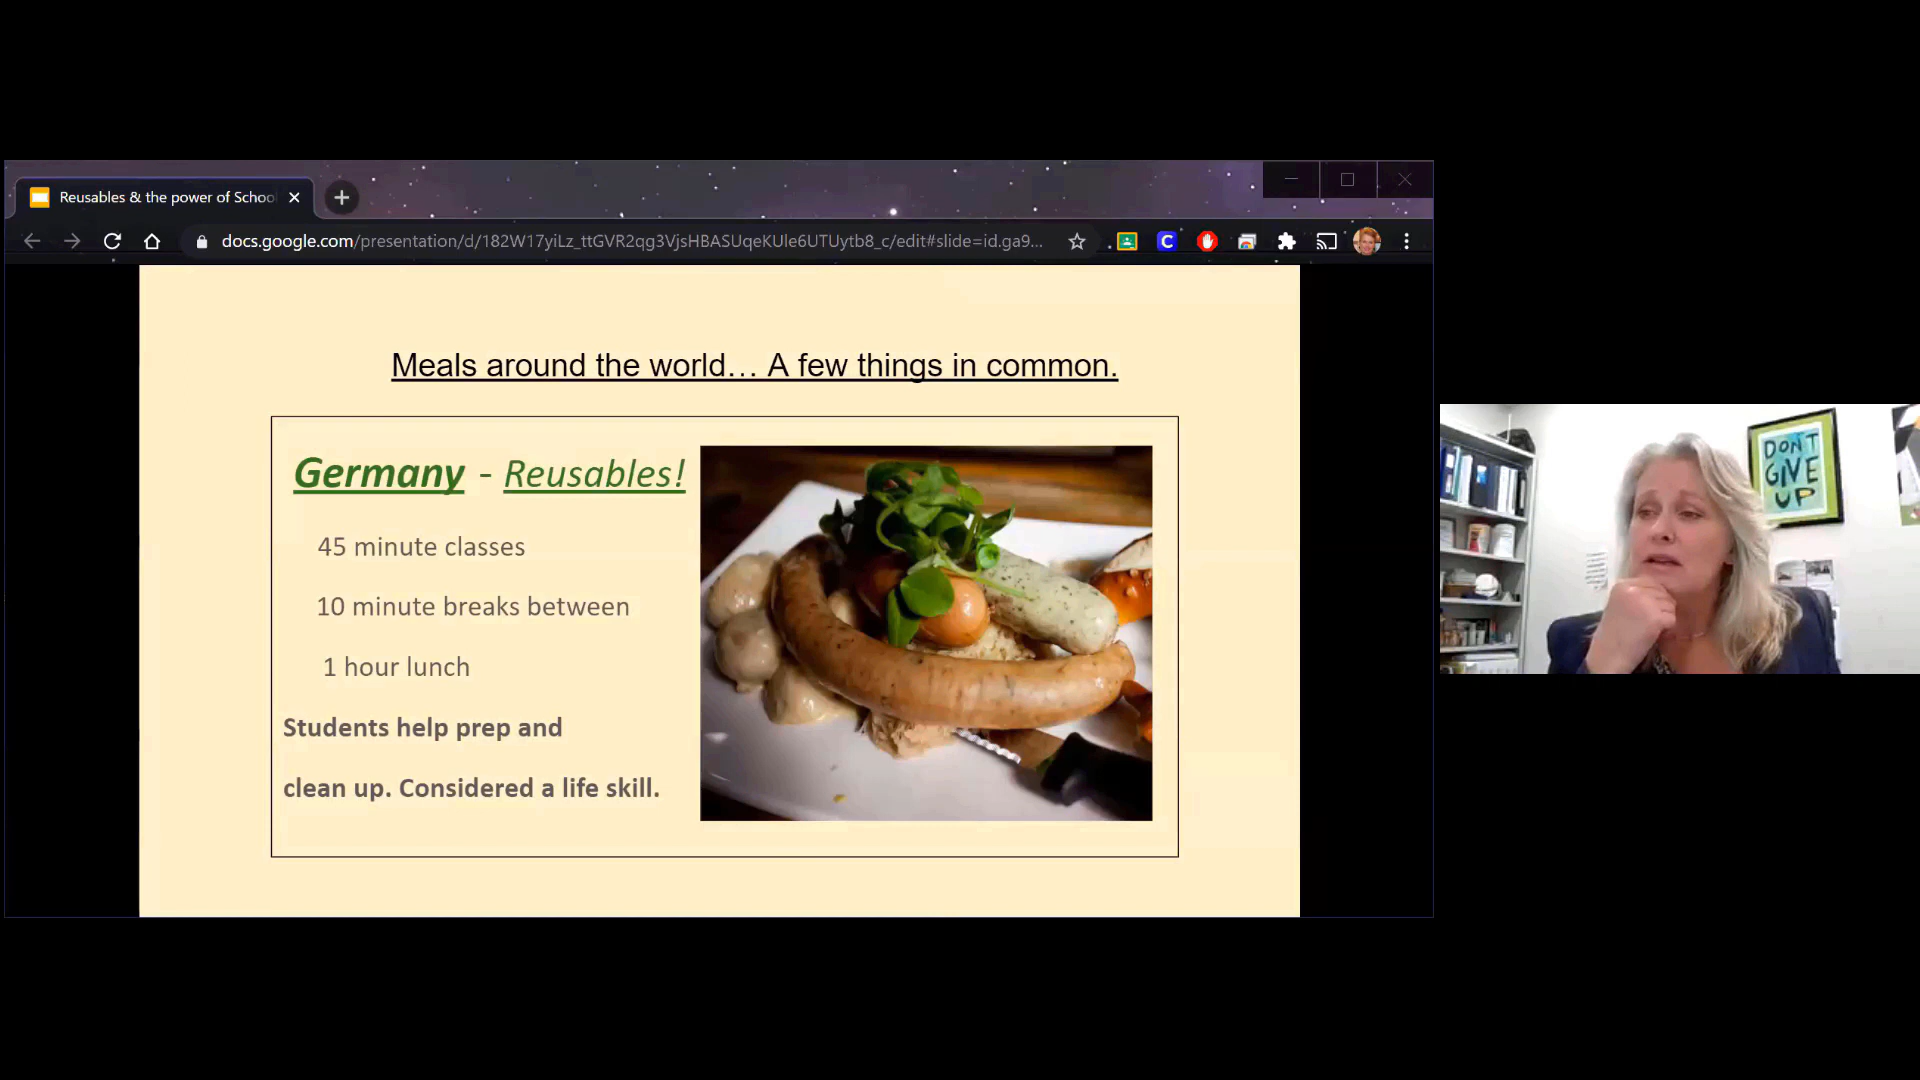 Reusables & the power of Schoo
docs.google.com/presentation/d/182W17yiLz_ttGVR2qg3VjsHBASUqeKUle6UTUytb8_c/edit#slide=id.ga9...
Meals around the world... A few things in common.
Germany - Reusables!
45 minute classes
10 minute breaks between
1 hour lunch
Students help prep and
clean up. Considered a life skill.
DON'T
GIVE
UP